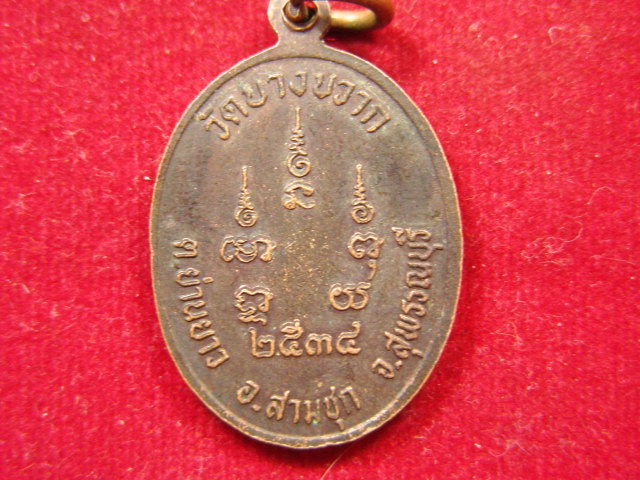 วัดบางขวาก
๒๕๓๔
ต.ย่านยาว อ.สามชุก จ.สุพรรณบุรี